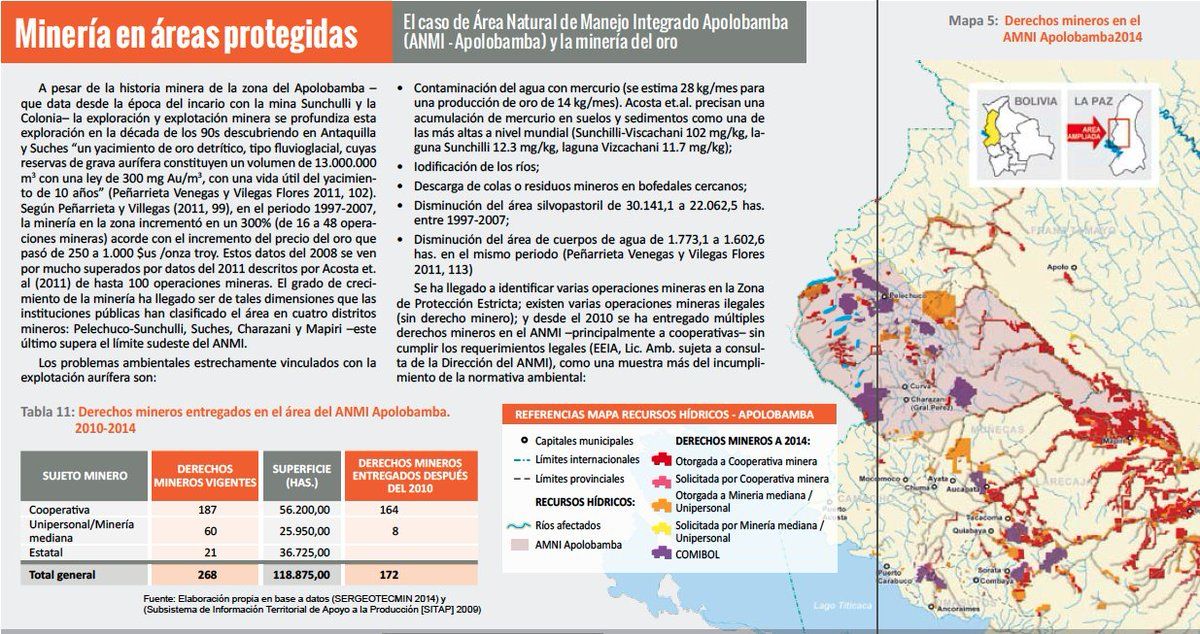 Minería en áreas protegidas
El caso de Área Natural de Manejo Integrado Apolobamba
(ANMI - Apolobamba) y la minería del oro
A pesar de la historia minera de la zona del Apolobamba –
que data desde la época del incario con la mina Sunchulli y la
Colonia– la exploración y explotación minera se profundiza esta
exploración en la década de los 90s descubriendo en Antaquilla
y Suches “un yacimiento de oro detrítico, tipo fluvioglacial, cuyas
reservas de grava aurífera constituyen un volumen de 13.000.000
m³ con una ley de 300 mg Au/m³, con una vida útil del yacimien-
to de 10 años” (Peñarrieta Venegas y Vilegas Flores 2011, 102).
Según Peñarrieta y Villegas (2011, 99), en el periodo 1997-2007,
la minería en la zona incrementó en un 300% (de 16 a 48 opera-
ciones mineras) acorde con el incremento del precio del oro que
pasó de 250 a 1.000 $us /onza troy. Estos datos del 2008 se ven
por mucho superados por datos del 2011 descritos por Acosta et.
al (2011) de hasta 100 operaciones mineras. El grado de creci-
miento de la minería ha llegado ser de tales dimensiones que las
instituciones públicas han clasificado el área en cuatro distritos
mineros: Pelechuco-Sunchulli, Suches, Charazani y Mapiri –este
último supera el límite sudeste del ANMI.
Los problemas ambientales estrechamente vinculados con la
explotación aurífera son:
• Contaminación del agua con mercurio (se estima 28 kg/mes para
una producción de oro de 14 kg/mes). Acosta et.al. precisan una
acumulación de mercurio en suelos y sedimentos como una de
las más altas a nivel mundial (Sunchilli-Viscachani 102 mg/kg, la-
guna Sunchilli 12.3 mg/kg, laguna Vizcachani 11.7 mg/kg);
• Iodificación de los ríos;
• Descarga de colas o residuos mineros en bofedales cercanos;
• Disminución del área silvopastoril de 30.141,1 a 22.062,5 has.
entre 1997-2007;
• Disminución del área de cuerpos de agua de 1.773,1 a 1.602,6
has. en el mismo periodo (Peñarrieta Venegas y Vilegas Flores
2011, 113)
Se ha llegado a identificar varias operaciones mineras en la Zona
de Protección Estricta; existen varias operaciones mineras ilegales
(sin derecho minero); y desde el 2010 se ha entregado múltiples
derechos mineros en el ANMI –principalmente a cooperativas– sin
cumplir los requerimientos legales (EEIA, Lic. Amb. sujeta a consul-
ta de la Dirección del ANMI), como una muestra más del incumpli-
miento de la normativa ambiental:
Tabla 11: Derechos mineros entregados en el área del ANMI Apolobamba.
2010-2014
SUJETO MINERO DERECHOS MINEROS VIGENTES SUPERFICIE (HAS.) DERECHOS MINEROS ENTREGADOS DESPUÉS DEL 2010
Cooperativa 187 56.200,00 164
Unipersonal/Minería mediana 60 25.950,00 8
Estatal 21 36.725,00
Total general 268 118.875,00 172
Fuente: Elaboración propia en base a datos (SERGEOTECMIN 2014) y
(Subsistema de Información Territorial de Apoyo a la Producción [SITAP] 2009)
REFERENCIAS MAPA RECURSOS HÍDRICOS - APOLOBAMBA
Capitales municipales
Límites internacionales
Límites provinciales
RECURSOS HÍDRICOS:
Ríos afectados
AMNI Apolobamba
DERECHOS MINEROS A 2014:
Otorgada a Cooperativa minera
Solicitada por Cooperativa minera
Otorgada a Mineria mediana /
Unipersonal
Solicitada por Minería mediana /
Unipersonal
COMIBOL
Mapa 5: Derechos mineros en el
AMNI Apolobamba2014
BOLIVIA
LA PAZ
AREA
AMPLIADA
FRANZ TAMAYO
Apolo
Pelechuco
Curva
Charazani
(Gral.Perez)
MUÑECAS
Mapiri
Mocomoco
Ayata
Chuma
Aucapata
LARECAJA
CAMACHO
Puerto
Acosta
Tacacoma
Quiabaya
Sorata
Combaya
Puerto
Carabuco
OMASUYOS
Ancoraimes
Lago Titicaca